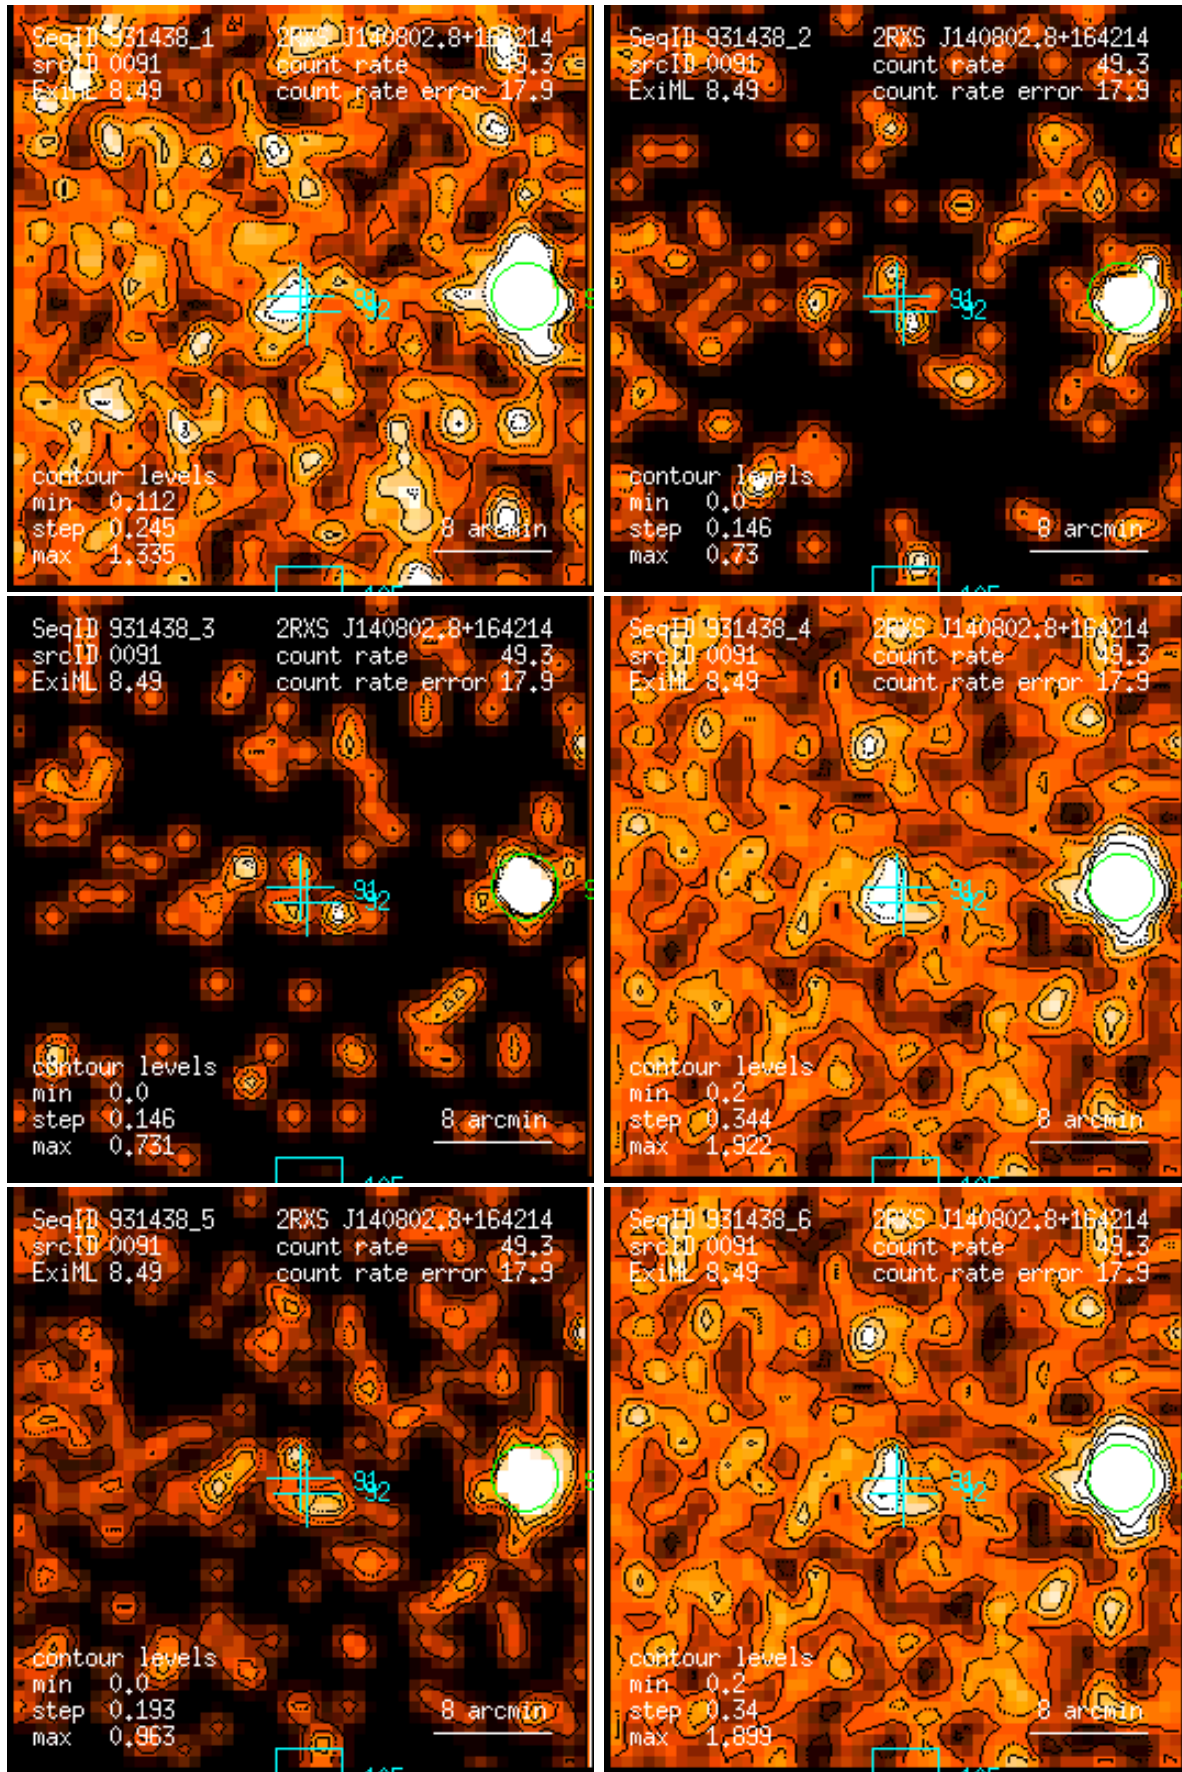 SeqID 931438_1 2RXS J140802.8+164214
srcID 0091 count rate 49.3
ExiML 8.49 count rate error 17.9
91
92
contour levels
min 0.112
step 0.245
max 1.335
8 arcmin
SeqID 931438_2 2RXS J140802.8+164214
srcID 0091 count rate 49.3
ExiML 8.49 count rate error 17.9
91
92
contour levels
min 0.0
step 0.146
max 0.73
8 arcmin
SeqID 931438_3 2RXS J140802.8+164214
srcID 0091 count rate 49.3
ExiML 8.49 count rate error 17.9
91
92
contour levels
min 0.0
step 0.146
max 0.731
8 arcmin
SeqID 931438_4 2RXS J140802.8+164214
srcID 0091 count rate 49.3
ExiML 8.49 count rate error 17.9
91
92
contour levels
min 0.2
step 0.344
max 1.922
8 arcmin
SeqID 931438_5 2RXS J140802.8+164214
srcID 0091 count rate 49.3
ExiML 8.49 count rate error 17.9
91
92
contour levels
min 0.0
step 0.193
max 0.963
8 arcmin
SeqID 931438_6 2RXS J140802.8+164214
srcID 0091 count rate 49.3
ExiML 8.49 count rate error 17.9
91
92
contour levels
min 0.2
step 0.34
max 1.899
8 arcmin